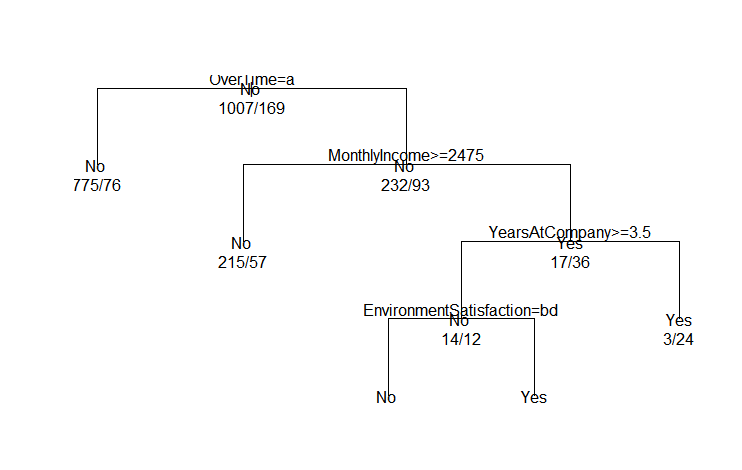 OverTime=a
No
1007/169
MonthlyIncome>=2475
No
775/76
No
232/93
YearsAtCompany>=3.5
No
215/57
Yes
17/36
EnvironmentSatisfaction=bd
No
14/12
Yes
3/24
No
Yes